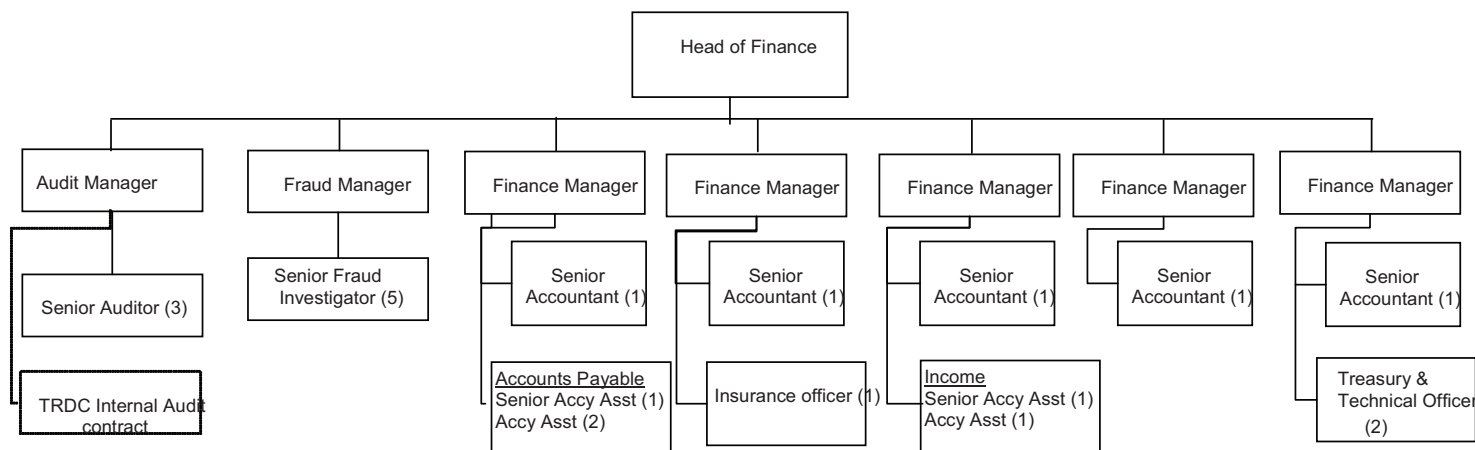 Head of Finance
Audit Manager
Fraud Manager
Finance Manager
Finance Manager
Finance Manager
Finance Manager
Finance Manager
Senior Auditor (3)
Senior Fraud
Investigator (5)
Senior
Accountant (1)
Senior
Accountant (1)
Senior
Accountant (1)
Senior
Accountant (1)
Senior
Accountant (1)
TRDC Internal Audit
contract
Accounts Payable
Senior Accy Asst (1)
Accy Asst (2)
Insurance officer (1)
Income
Senior Accy Asst (1)
Accy Asst (1)
Treasury &
Technical Officer
(2)